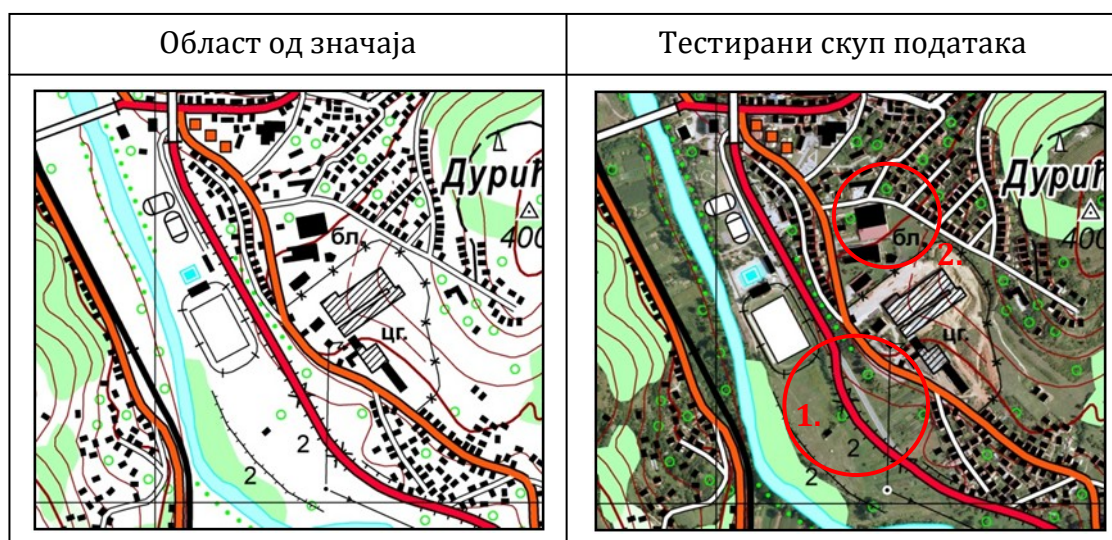 Област од значаја
Тестирани скуп података
Дурић
400
бл.
цг.
2
2
Дурић
400
бл.
2.
1.
цг.
2
2